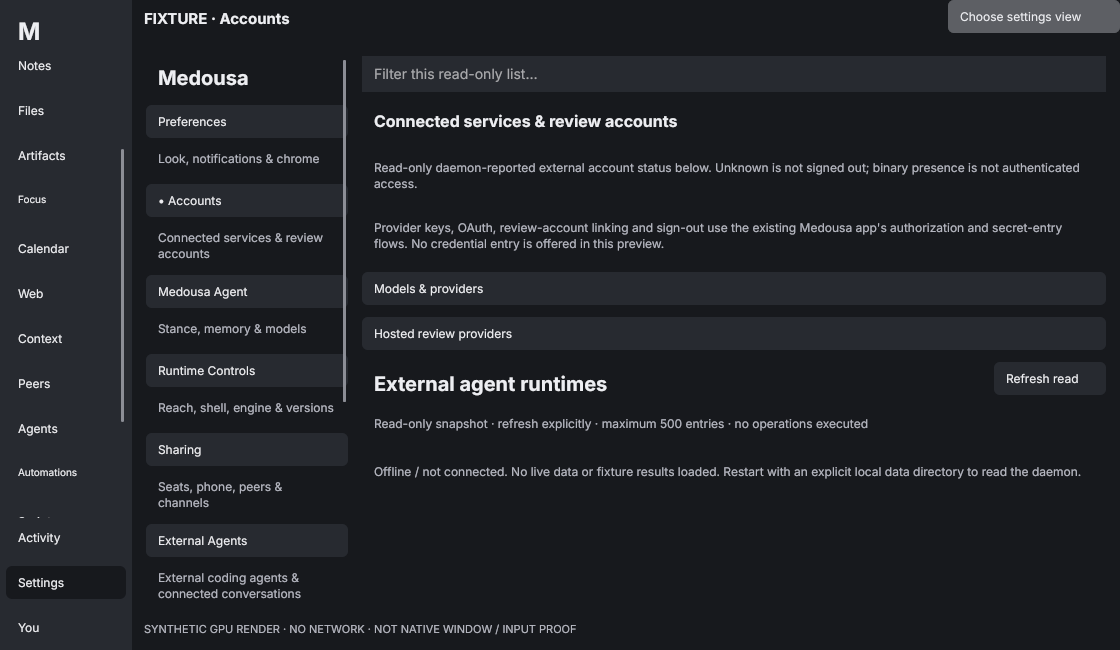 M
Notes
Files
Artifacts
Focus
Calendar
Web
Context
Peers
Agents
Automations
Activity
Settings
You
FIXTURE · Accounts
Choose settings view
Medousa
Preferences
Look, notifications & chrome
• Accounts
Connected services & review
accounts
Medousa Agent
Stance, memory & models
Runtime Controls
Reach, shell, engine & versions
Sharing
Seats, phone, peers &
channels
External Agents
External coding agents &
connected conversations
Filter this read-only list...
Connected services & review accounts
Read-only daemon-reported external account status below. Unknown is not signed out; binary presence is not authenticated
access.
Provider keys, OAuth, review-account linking and sign-out use the existing Medousa app's authorization and secret-entry
flows. No credential entry is offered in this preview.
Models & providers
Hosted review providers
External agent runtimes
Refresh read
Read-only snapshot · refresh explicitly · maximum 500 entries · no operations executed
Offline / not connected. No live data or fixture results loaded. Restart with an explicit local data directory to read the daemon.
SYNTHETIC GPU RENDER · NO NETWORK · NOT NATIVE WINDOW / INPUT PROOF